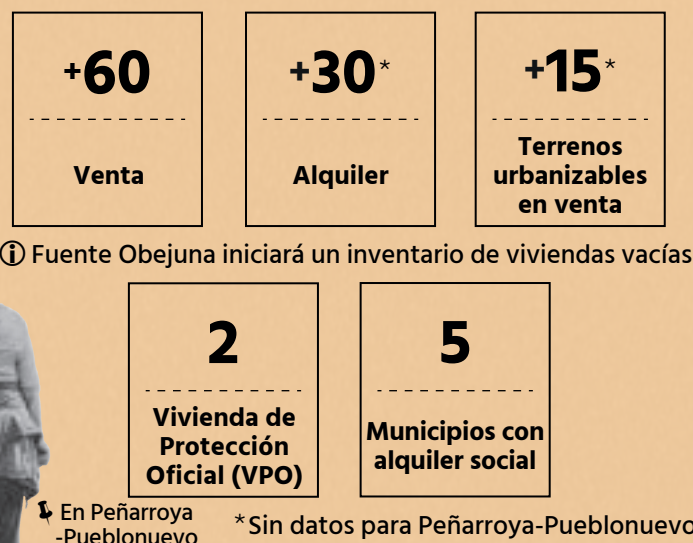 +60
Venta
+30*
Alquiler
+15*
Terrenos
urbanizables
en venta
ⓘ Fuente Obejuna iniciará un inventario de viviendas vacías
2
Vivienda de
Protección
Oficial (VPO)
5
Municipios con
alquiler social
En Peñarroya
-Pueblonuevo
*Sin datos para Peñarroya-Pueblonuevo